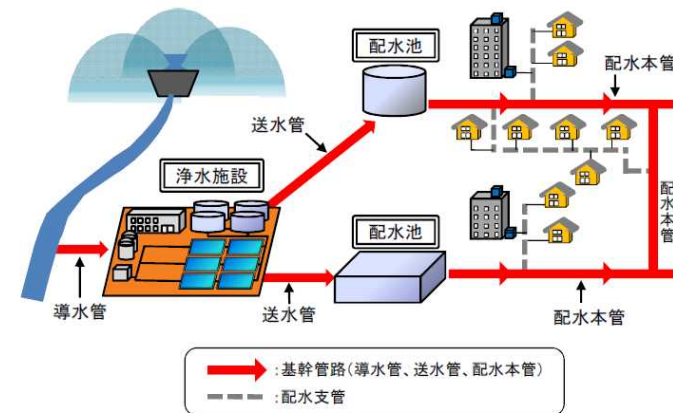 配水池
配水本管
送水管
浄水施設
配水池
配水本管
導水管
送水管
配水本管
:基幹管路(導水管、送水管、配水本管)
:配水支管